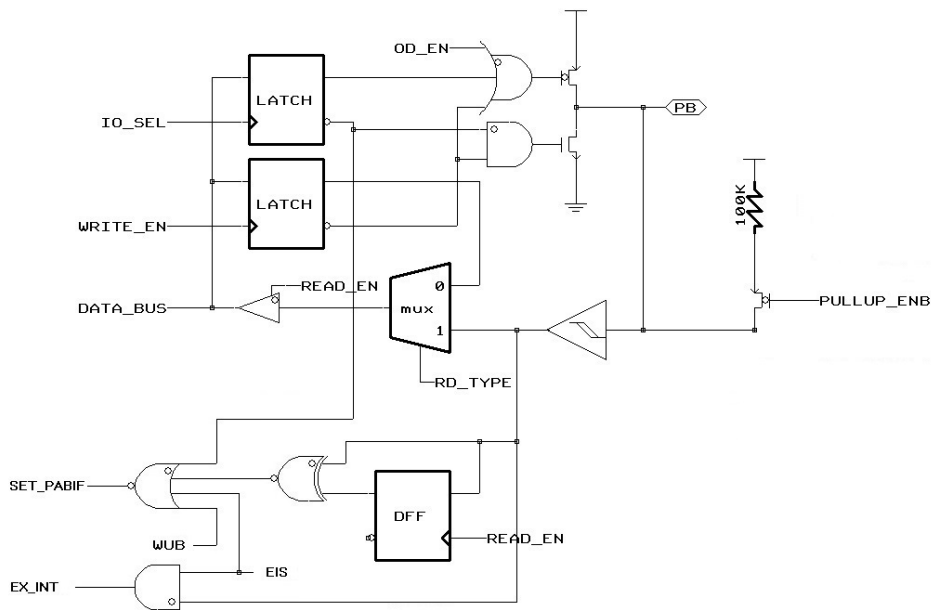 OD_EN
LATCH
IO_SEL
PB
LATCH
WRITE_EN
100K
READ_EN
0
DATA_BUS
mux
PULLUP_ENB
1
RD_TYPE
SET_PABIF
DFF
READ_EN
WUB
EIS
EX_INT